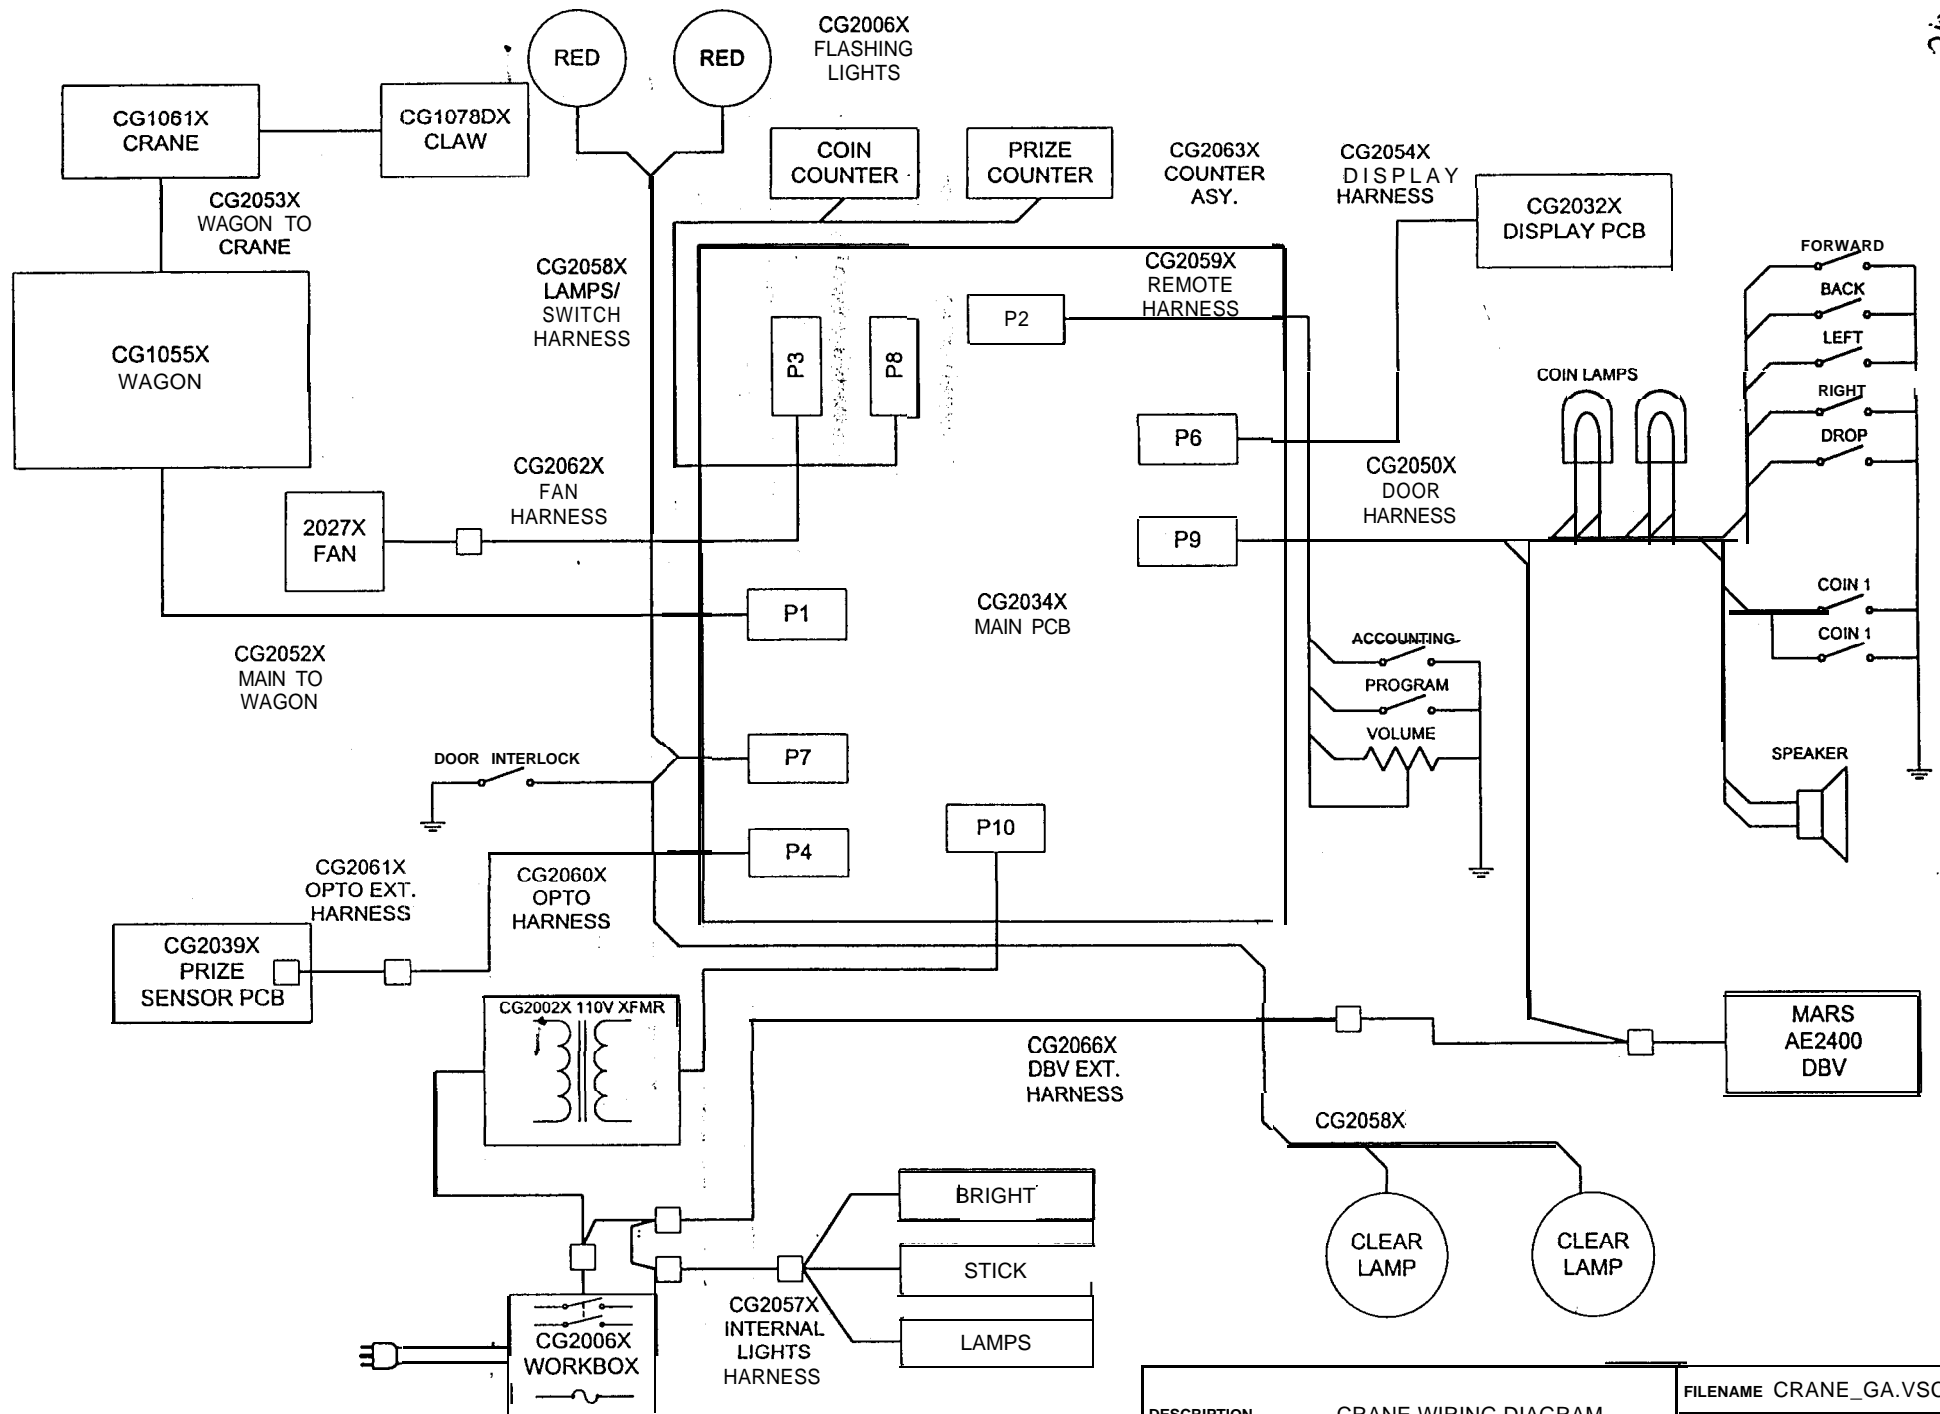 RED
RED
CG2006X
FLASHING
LIGHTS
CG1061X
CRANE
CG1078DX
CLAW
COIN
COUNTER
PRIZE
COUNTER
CG2063X
COUNTER
ASY.
CG2054X
DISPLAY
HARNESS
CG2032X
DISPLAY PCB
CG2053X
WAGON TO
CRANE
CG2058X
LAMPS/
SWITCH
HARNESS
CG2059X
REMOTE
HARNESS
FORWARD
BACK
LEFT
RIGHT
DROP
CG1055X
WAGON
P3
P8
P2
COIN LAMPS
P6
CG2062X
FAN
HARNESS
CG2050X
DOOR
HARNESS
2027X
FAN
P9
P1
CG2034X
MAIN PCB
COIN 1
COIN 1
CG2052X
MAIN TO
WAGON
ACCOUNTING
PROGRAM
VOLUME
DOOR INTERLOCK
P7
SPEAKER
P4
P10
CG2061X
OPTO EXT.
HARNESS
CG2060X
OPTO
HARNESS
CG2039X
PRIZE
SENSOR PCB
CG2002X 110V XFMR
MARS
AE2400
DBV
CG2066X
DBV EXT.
HARNESS
CG2058X
BRIGHT
STICK
LAMPS
CLEAR
LAMP
CLEAR
LAMP
CG2057X
INTERNAL
LIGHTS
HARNESS
CG2006X
WORKBOX
FILENAME CRANE_GA.VSC
DESCRIPTION CRANE WIRING DIAGRAM